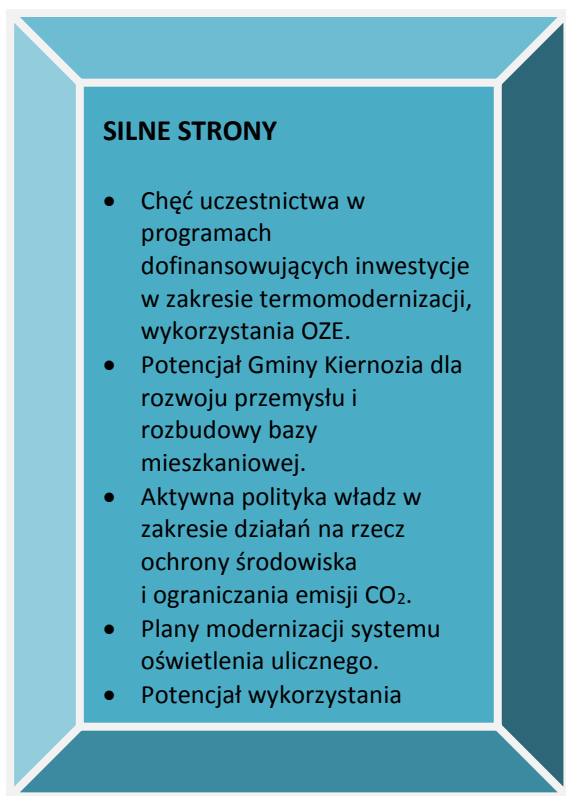 SILNE STRONY
• Chęć uczestnictwa w
programach
dofinansowujących inwestycje
w zakresie termomodernizacji,
wykorzystania OZE.
• Potencjał Gminy Kiernozia dla
rozwoju przemysłu i
rozbudowy bazy
mieszkaniowej.
• Aktywna polityka władz w
zakresie działań na rzecz
ochrony środowiska
i ograniczania emisji CO₂.
• Plany modernizacji systemu
oświetlenia ulicznego.
• Potencjał wykorzystania